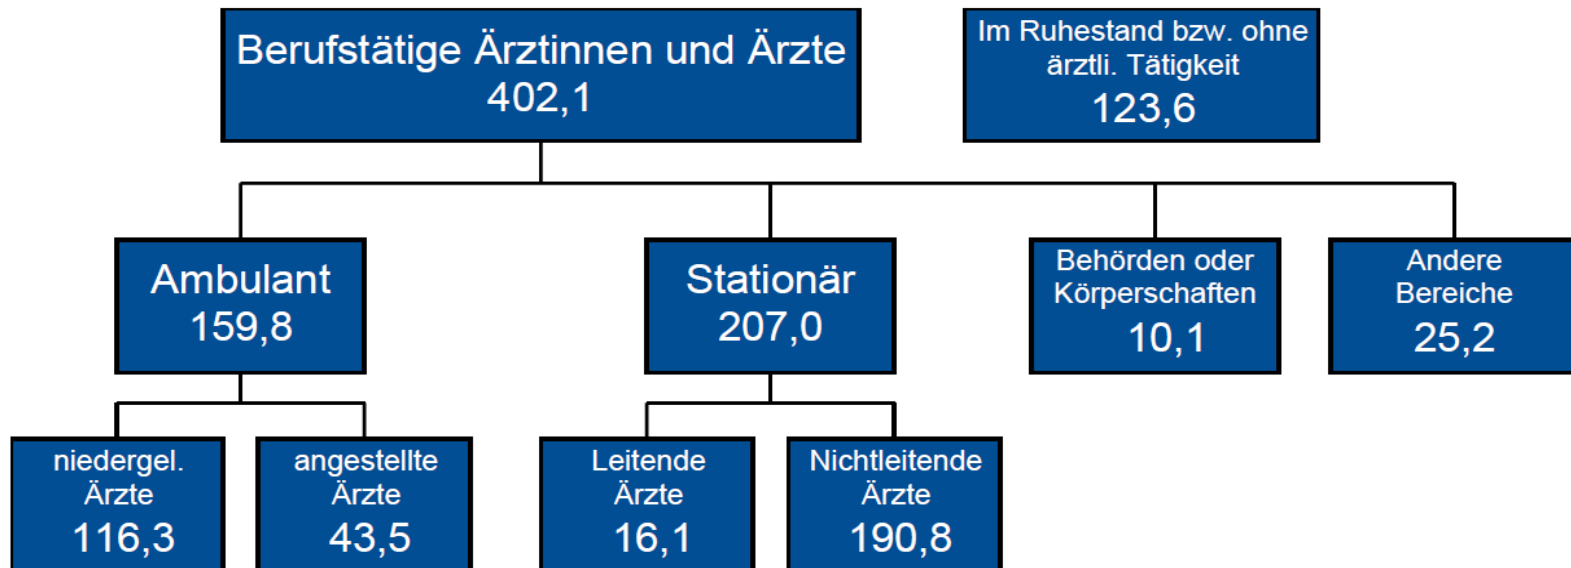 Berufstätige Ärztinnen und Ärzte
402,1
Im Ruhestand bzw. ohne
ärztli. Tätigkeit
123,6
Ambulant
159,8
Stationär
207,0
Behörden oder
Körperschaften
10,1
Andere
Bereiche
25,2
niedergel.
Ärzte
116,3
angestellte
Ärzte
43,5
Leitende
Ärzte
16,1
Nichtleitende
Ärzte
190,8